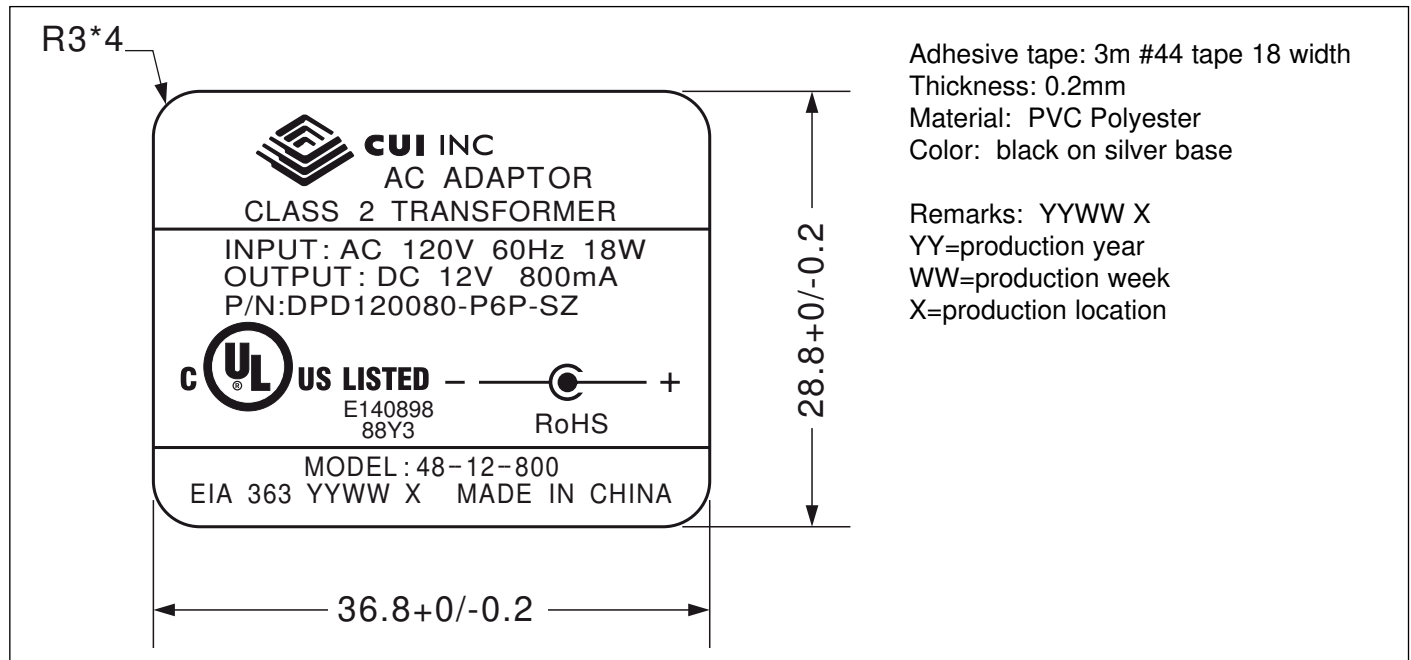 R3*4
CUI INC
AC ADAPTOR
CLASS 2 TRANSFORMER
INPUT: AC 120V 60Hz 18W
OUTPUT: DC 12V 800mA
P/N:DPD120080-P6P-SZ
C UL ® US LISTED - +
E140898
88Y3
RoHS
MODEL:48-12-800
EIA 363 YYWW X MADE IN CHINA
36.8+0/-0.2
28.8+0/-0.2
Adhesive tape: 3m #44 tape 18 width
Thickness: 0.2mm
Material: PVC Polyester
Color: black on silver base
Remarks: YYWW X
YY=production year
WW=production week
X=production location